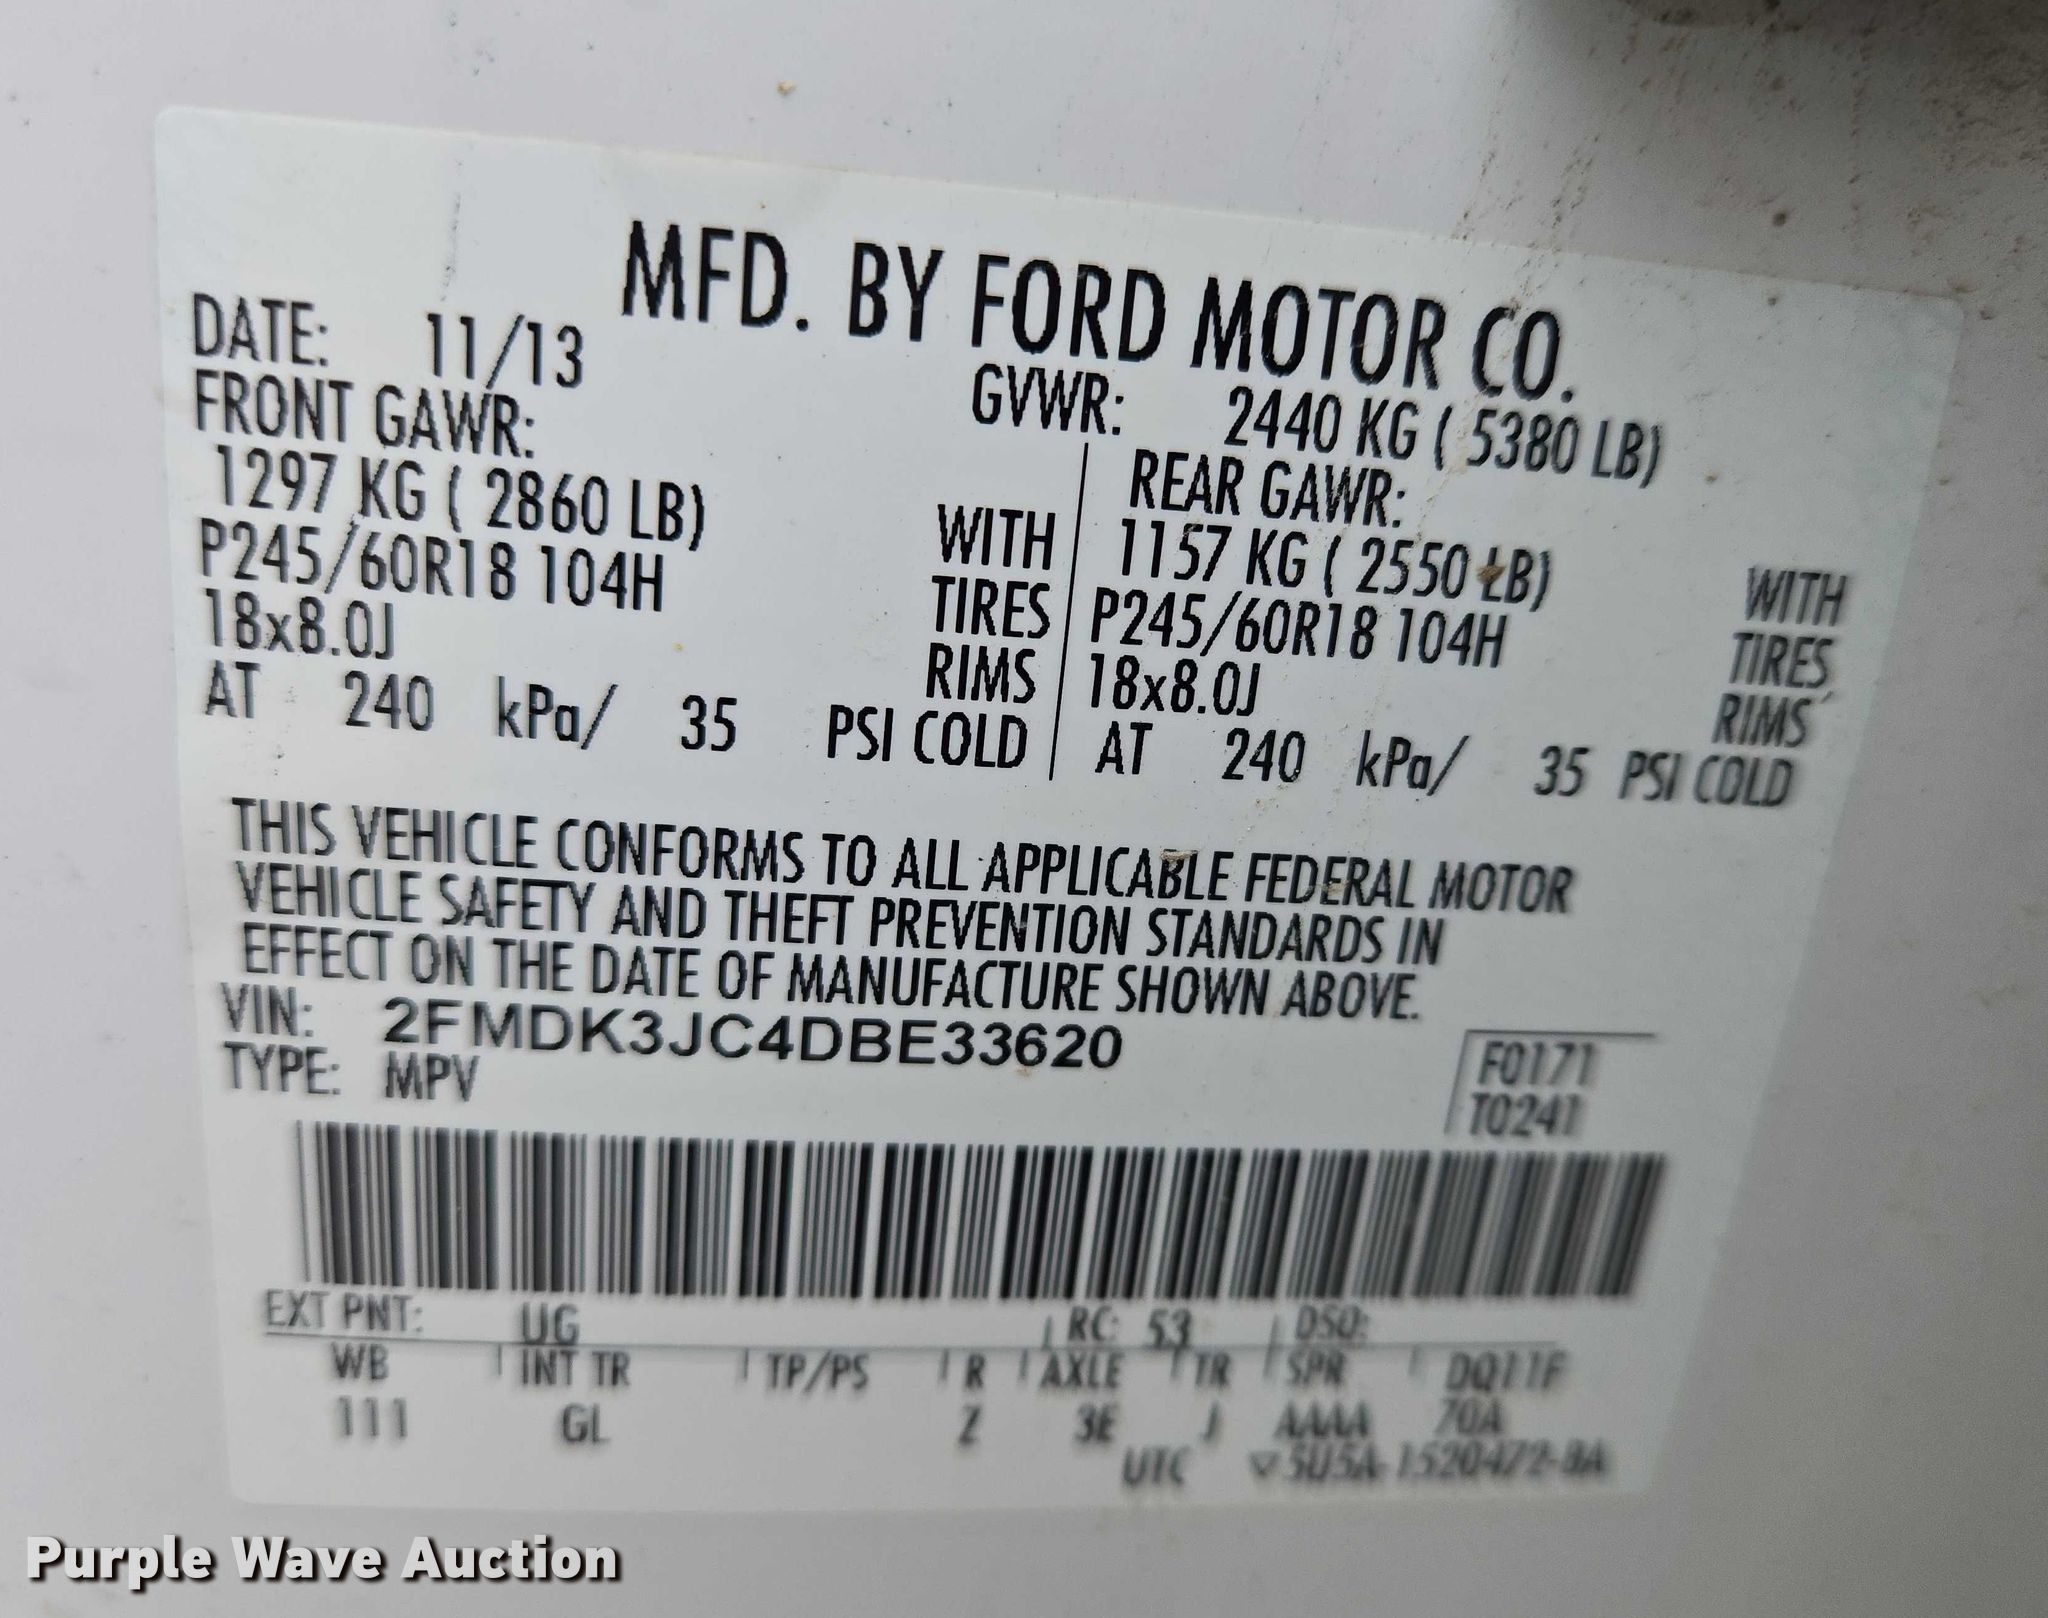 MFD. BY FORD MOTOR CO.
DATE: 11/13
GVWR: 2440 KG ( 5380 LB)
FRONT GAWR:
1297 KG ( 2860 LB) WITH
P245/60R18 104H TIRES
18x8.0J RIMS
AT 240 kPa/ 35 PSI COLD
REAR GAWR:
1157 KG ( 2550 LB) WITH
P245/60R18 104H TIRES
18x8.0J RIMS
AT 240 kPa/ 35 PSI COLD
THIS VEHICLE CONFORMS TO ALL APPLICABLE FEDERAL MOTOR
VEHICLE SAFETY AND THEFT PREVENTION STANDARDS IN
EFFECT ON THE DATE OF MANUFACTURE SHOWN ABOVE.
VIN: 2FMDK3JC4DBE33620
TYPE: MPV
F0171
T0241
EXT PNT: UG RC: 53 DSO:
WB INT TR TP/PS R AXLE TR SPR DQ11F
111 GL Z 3E J AAAA 70A
UTC ▽5U5A-1520472-BA
Purple Wave Auction